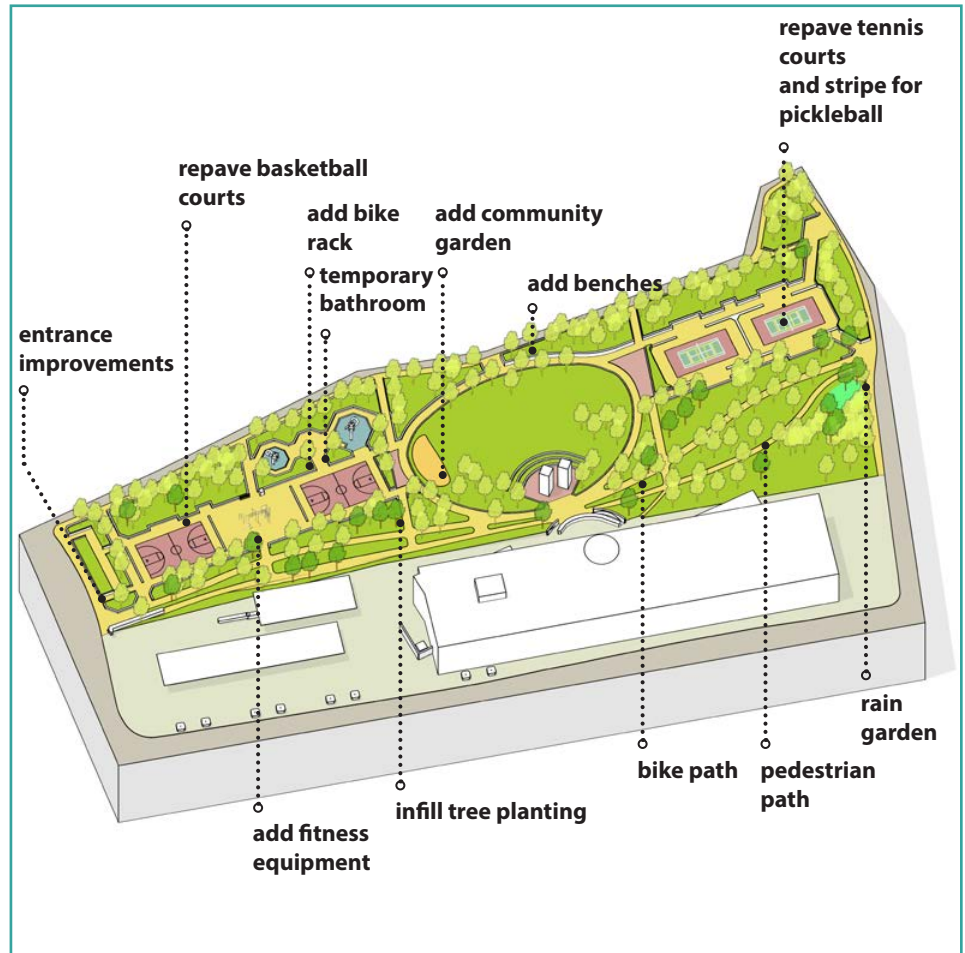 repave tennis
courts
and stripe for
pickleball
repave basketball
courts
add bike
rack
add community
garden
temporary
bathroom
add benches
entrance
improvements
rain
garden
bike path
pedestrian
path
infill tree planting
add fitness
equipment